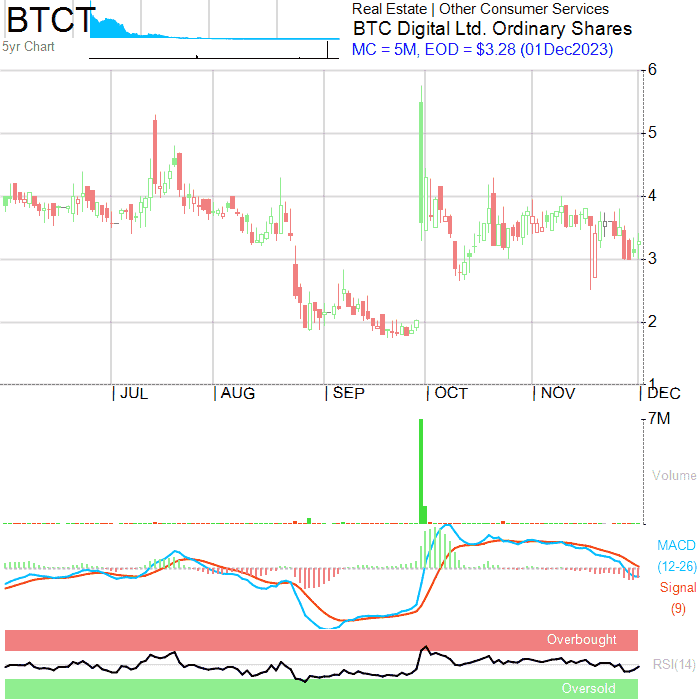 BTCT
5yr Chart
Real Estate | Other Consumer Services
BTC Digital Ltd. Ordinary Shares
MC = 5M, EOD = $3.28 (01Dec2023)
6
5
4
3
2
1
JUL AUG SEP OCT NOV DEC
7M
Volume
MACD
(12-26)
Signal
(9)
Overbought
RSI(14)
Oversold